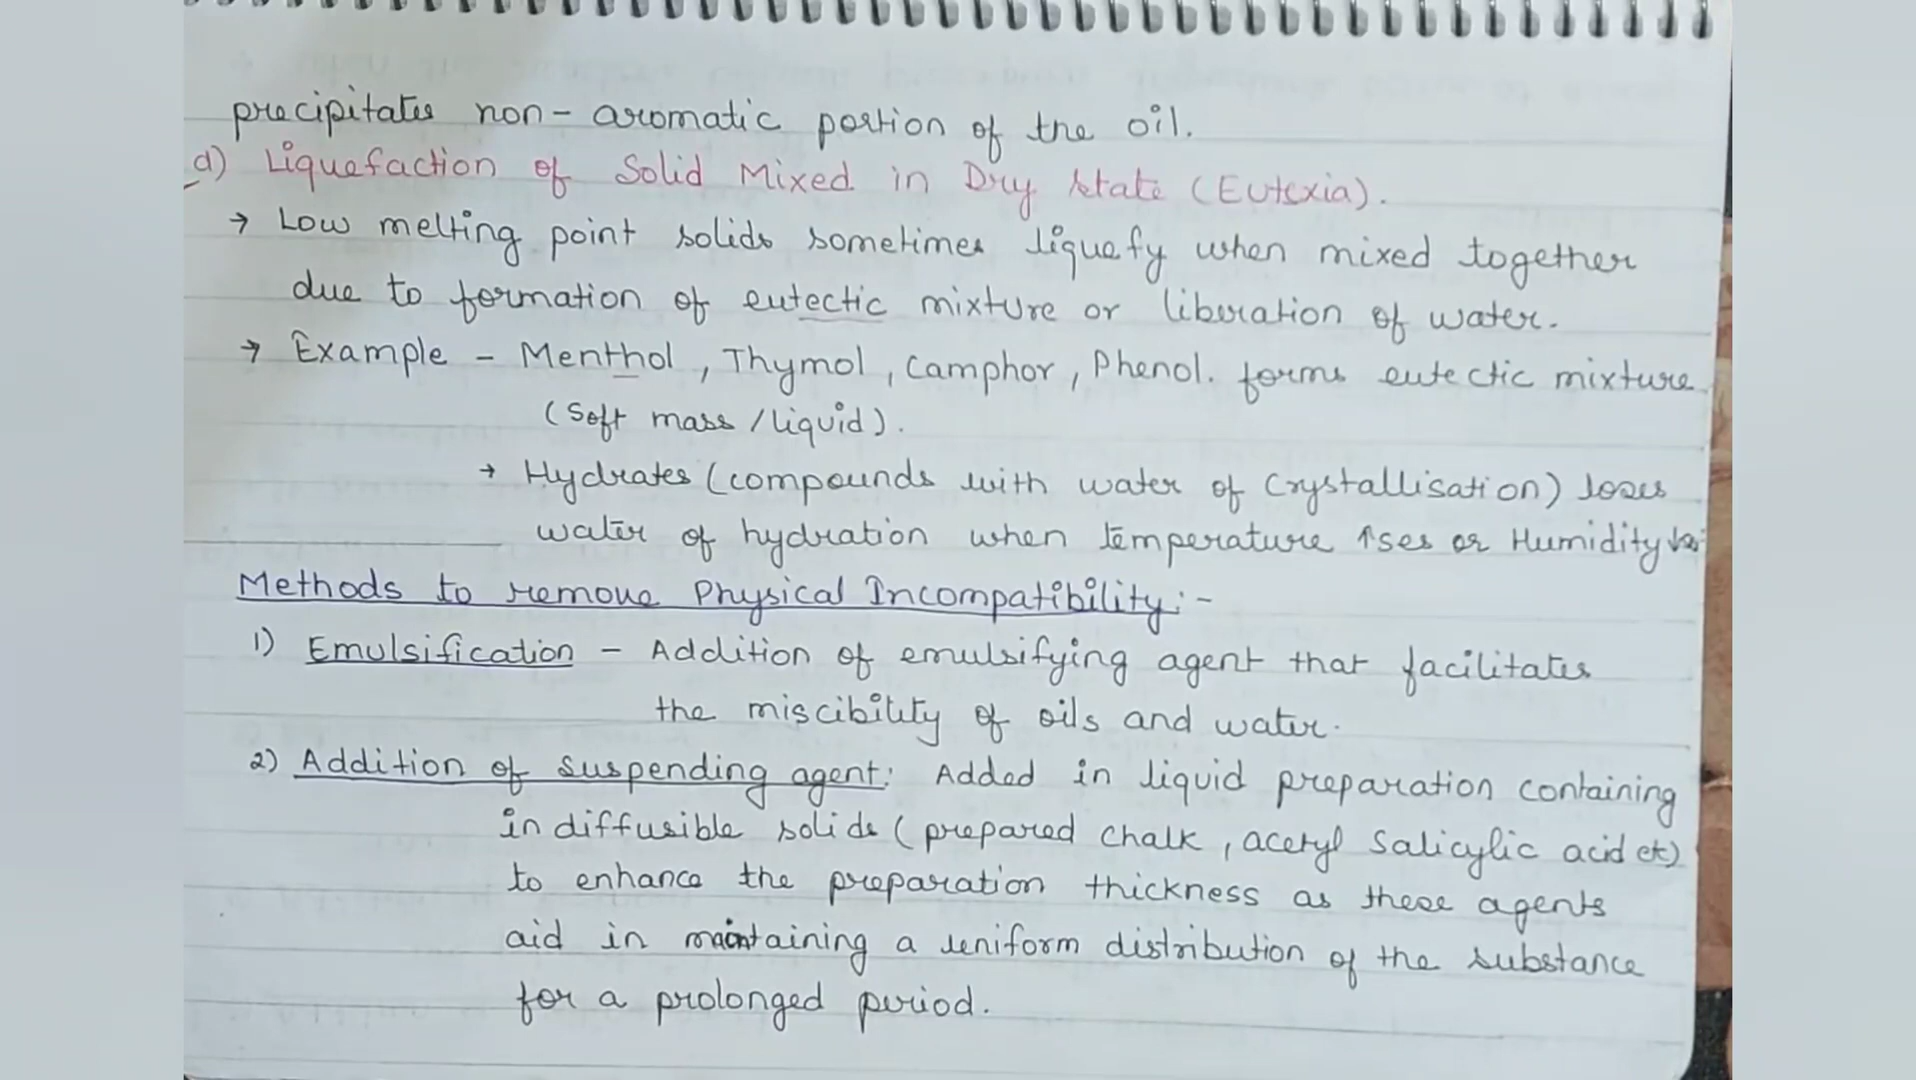 precipitates non-aromatic portion of the oil.
d) Liquefaction of Solid Mixed in Dry state (Eutexia).
→ Low melting point solids sometimes liquefy when mixed together
due to formation of eutectic mixture or liberation of water.
→ Example - Menthol, Thymol, Camphor, Phenol. forms eutectic mixture
(Soft mass/liquid).
→ Hydrates (compounds with water of Crystallisation) loses
water of hydration when temperature ↑ses or Humidity
Methods to remove Physical Incompatibility:-
1) Emulsification - Addition of emulsifying agent that facilitates
the miscibility of oils and water.
2) Addition of suspending agent: Added in liquid preparation containing
indiffusible solids (prepared chalk, acetyl salicylic acid etc)
to enhance the preparation thickness as these agents
aid in maintaining a uniform distribution of the substance
for a prolonged period.